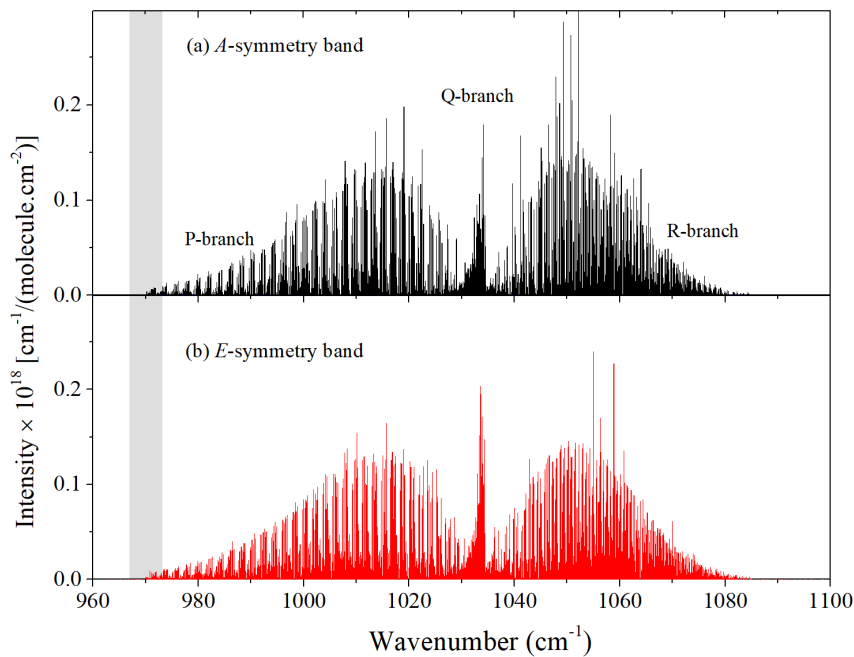 (a) A-symmetry band
Q-branch
P-branch
R-branch
0.2
0.1
0.0
(b) E-symmetry band
0.2
0.1
0.0
Intensity × 10¹⁸ [cm⁻¹/(molecule.cm⁻²)]
960 980 1000 1020 1040 1060 1080 1100
Wavenumber (cm⁻¹)